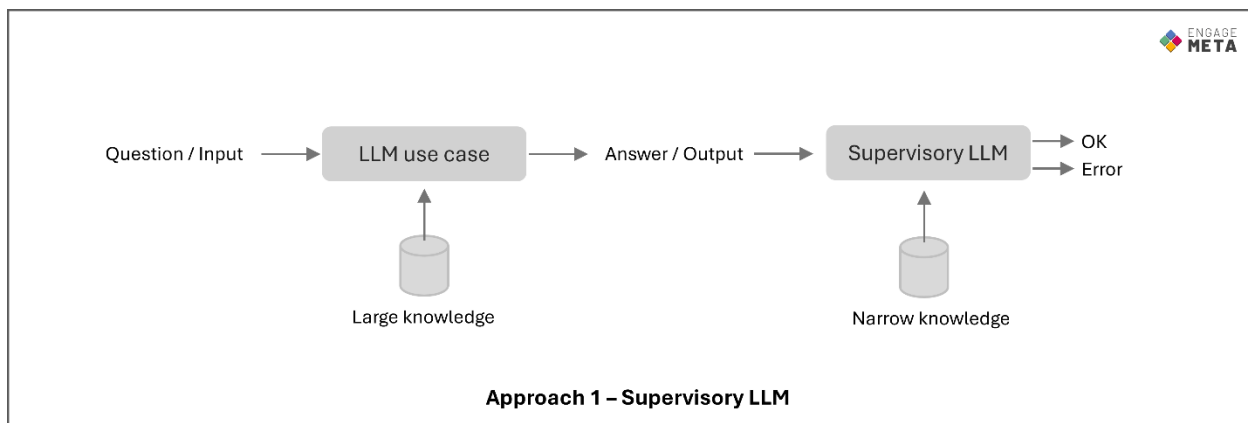 ENGAGE
META
Question / Input
LLM use case
Answer / Output
Supervisory LLM
OK
Error
Large knowledge
Narrow knowledge
Approach 1 – Supervisory LLM